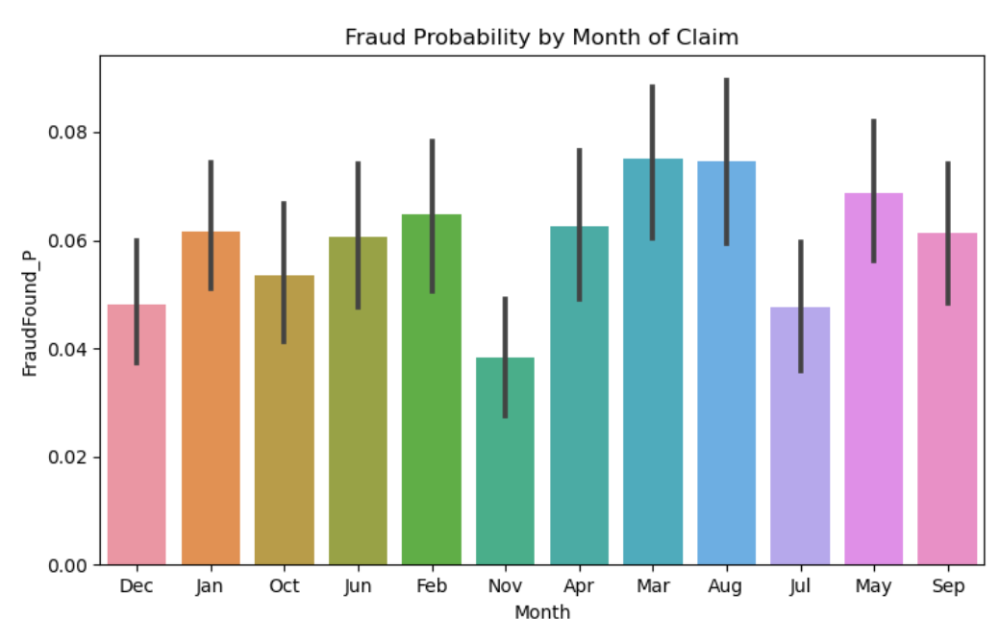 Fraud Probability by Month of Claim
FraudFound_P
0.08
0.06
0.04
0.02
0.00
Dec Jan Oct Jun Feb Nov Apr Mar Aug Jul May Sep
Month